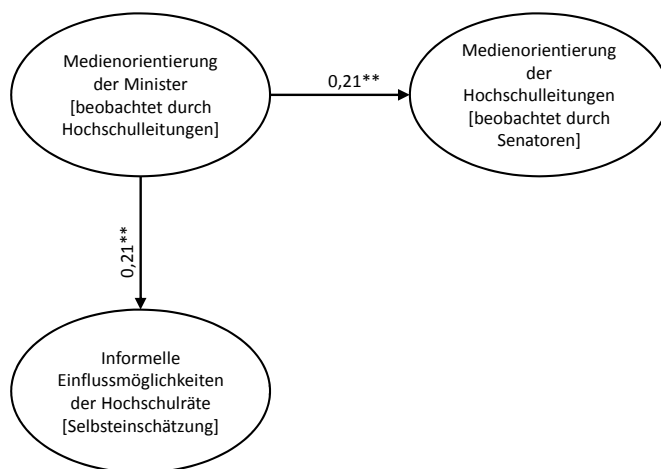 Medienorientierung
der Minister
[beobachtet durch
Hochschulleitungen]
0,21**
Medienorientierung
der
Hochschulleitungen
[beobachtet durch
Senatoren]
0,21**
Informelle
Einflussmöglichkeiten
der Hochschulräte
[Selbsteinschätzung]